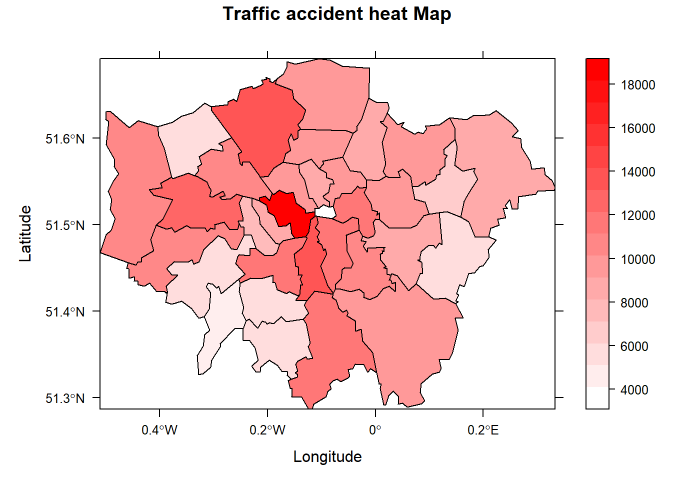 Traffic accident heat Map
18000
51.6°N
16000
14000
Latitude
51.5°N
12000
10000
51.4°N
8000
6000
51.3°N
4000
0.4°W
0.2°W
0°
0.2°E
Longitude